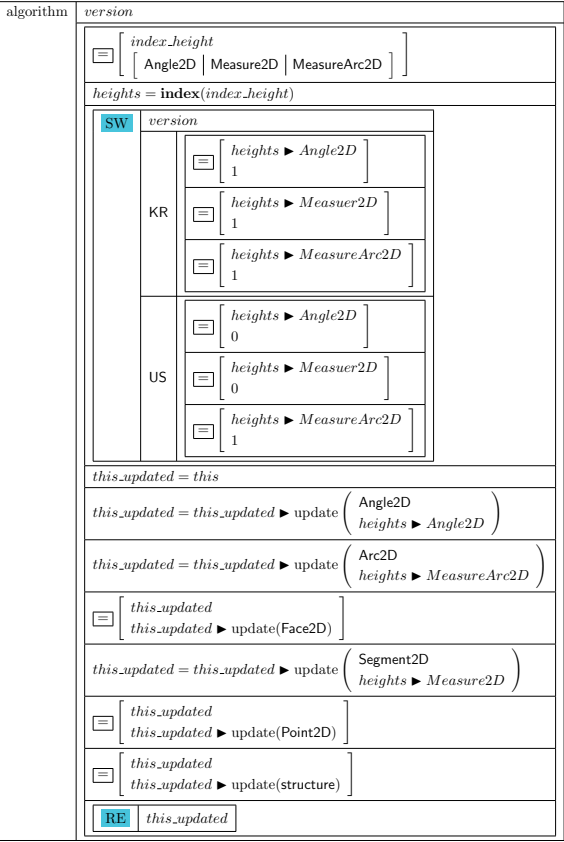 algorithm version
= [ index_height
[ Angle2D | Measure2D | MeasureArc2D ] ]
heights = index(index_height)
SW version
KR
= [ heights ► Angle2D
1 ]
= [ heights ► Measuer2D
1 ]
= [ heights ► MeasureArc2D
1 ]
US
= [ heights ► Angle2D
0 ]
= [ heights ► Measuer2D
0 ]
= [ heights ► MeasureArc2D
1 ]
this_updated = this
this_updated = this_updated ► update ( Angle2D
heights ► Angle2D )
this_updated = this_updated ► update ( Arc2D
heights ► MeasureArc2D )
= [ this_updated
this_updated ► update(Face2D) ]
this_updated = this_updated ► update ( Segment2D
heights ► Measure2D )
= [ this_updated
this_updated ► update(Point2D) ]
= [ this_updated
this_updated ► update(structure) ]
RE this_updated